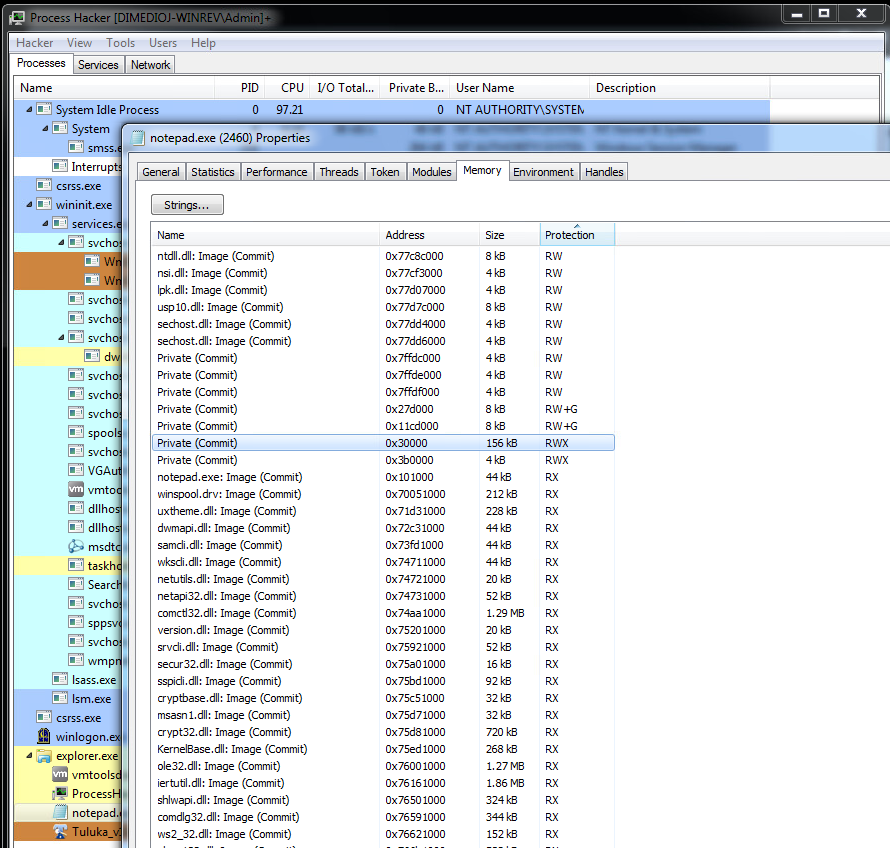 Process Hacker [DIMEDIOJ-WINREV\Admin]+
Hacker View Tools Users Help
Processes Services Network
Name PID CPU I/O Total... Private B... User Name Description
System Idle Process 0 97.21 0 NT AUTHORITY\SYSTEM
System
smss.e
Interrupts
csrss.exe
wininit.exe
services.e
svchos
Wn
Wn
svchos
svchos
svchos
dw
svchos
svchos
svchos
spools
svchos
VGAut
vmtoo
dllhos
dllhos
msdtc
taskho
Search
svchos
sppsv
svchos
wmpn
lsass.exe
lsm.exe
csrss.exe
winlogon.ex
explorer.exe
vmtoolsd
ProcessH
notepad.e
Tuluka_v
notepad.exe (2460) Properties
General Statistics Performance Threads Token Modules Memory Environment Handles
Strings...
Name Address Size Protection
ntdll.dll: Image (Commit) 0x77c8c000 8 kB RW
nsi.dll: Image (Commit) 0x77cf3000 4 kB RW
lpk.dll: Image (Commit) 0x77d07000 4 kB RW
usp10.dll: Image (Commit) 0x77d7c000 8 kB RW
sechost.dll: Image (Commit) 0x77dd4000 4 kB RW
sechost.dll: Image (Commit) 0x77dd6000 4 kB RW
Private (Commit) 0x7ffdc000 4 kB RW
Private (Commit) 0x7ffde000 4 kB RW
Private (Commit) 0x7ffdf000 4 kB RW
Private (Commit) 0x27d000 8 kB RW+G
Private (Commit) 0x11cd000 8 kB RW+G
Private (Commit) 0x30000 156 kB RWX
Private (Commit) 0x3b0000 4 kB RWX
notepad.exe: Image (Commit) 0x101000 44 kB RX
winspool.drv: Image (Commit) 0x70051000 212 kB RX
uxtheme.dll: Image (Commit) 0x71d31000 228 kB RX
dwmapi.dll: Image (Commit) 0x72c31000 44 kB RX
samcli.dll: Image (Commit) 0x73fd1000 44 kB RX
wkscli.dll: Image (Commit) 0x74711000 44 kB RX
netutils.dll: Image (Commit) 0x74721000 20 kB RX
netapi32.dll: Image (Commit) 0x74731000 52 kB RX
comctl32.dll: Image (Commit) 0x74aa1000 1.29 MB RX
version.dll: Image (Commit) 0x75201000 20 kB RX
srvcli.dll: Image (Commit) 0x75921000 52 kB RX
secur32.dll: Image (Commit) 0x75a01000 16 kB RX
sspicli.dll: Image (Commit) 0x75bd1000 92 kB RX
cryptbase.dll: Image (Commit) 0x75c51000 32 kB RX
msasn1.dll: Image (Commit) 0x75d71000 32 kB RX
crypt32.dll: Image (Commit) 0x75d81000 720 kB RX
KernelBase.dll: Image (Commit) 0x75ed1000 268 kB RX
ole32.dll: Image (Commit) 0x76001000 1.27 MB RX
iertutil.dll: Image (Commit) 0x76161000 1.86 MB RX
shlwapi.dll: Image (Commit) 0x76501000 324 kB RX
comdlg32.dll: Image (Commit) 0x76591000 344 kB RX
ws2_32.dll: Image (Commit) 0x76621000 152 kB RX